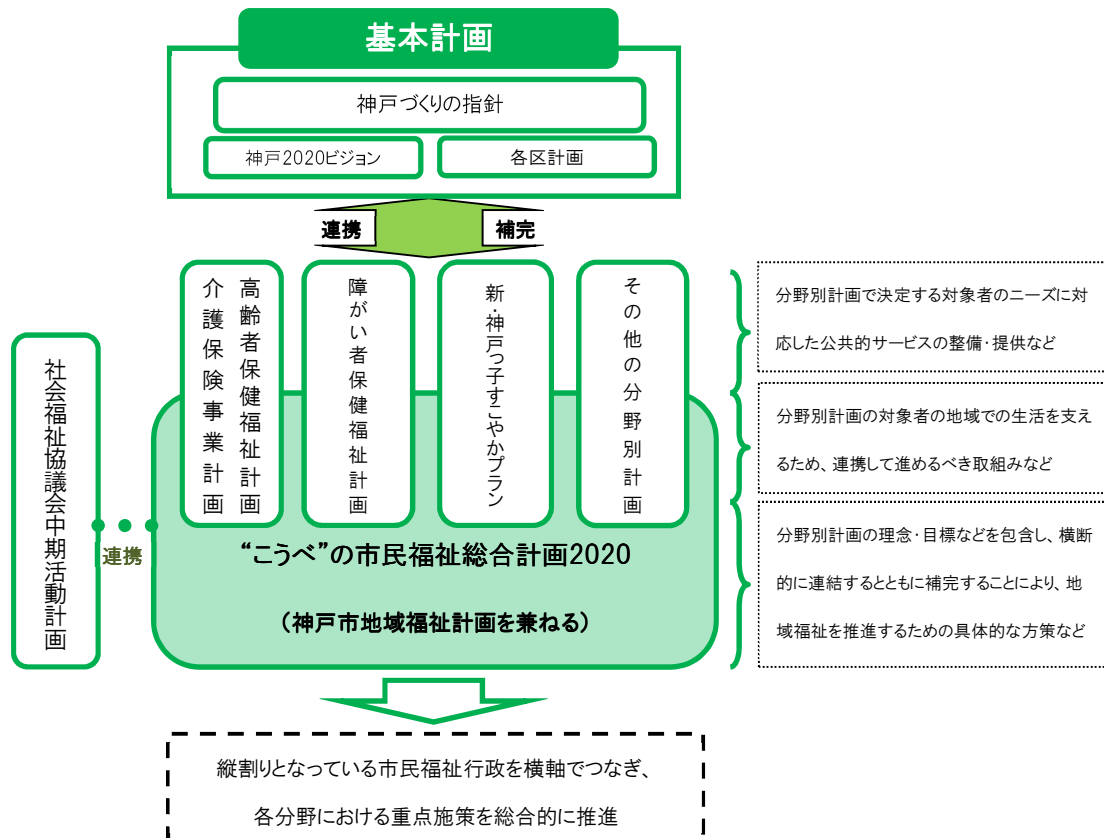 基本計画
神戸づくりの指針
神戸2020ビジョン
各区計画
連携
補完
高齢者保健福祉計画
介護保険事業計画
障がい者保健福祉計画
新・神戸っ子すこやかプラン
その他の分野別計画
社会福祉協議会中期活動計画
連携
“こうべ”の市民福祉総合計画2020
（神戸市地域福祉計画を兼ねる）
分野別計画で決定する対象者のニーズに対
応した公共的サービスの整備・提供など
分野別計画の対象者の地域での生活を支え
るため、連携して進めるべき取組みなど
分野別計画の理念・目標などを包含し、横断
的に連結するとともに補完することにより、地
域福祉を推進するための具体的な方策など
縦割りとなっている市民福祉行政を横軸でつなぎ、
各分野における重点施策を総合的に推進